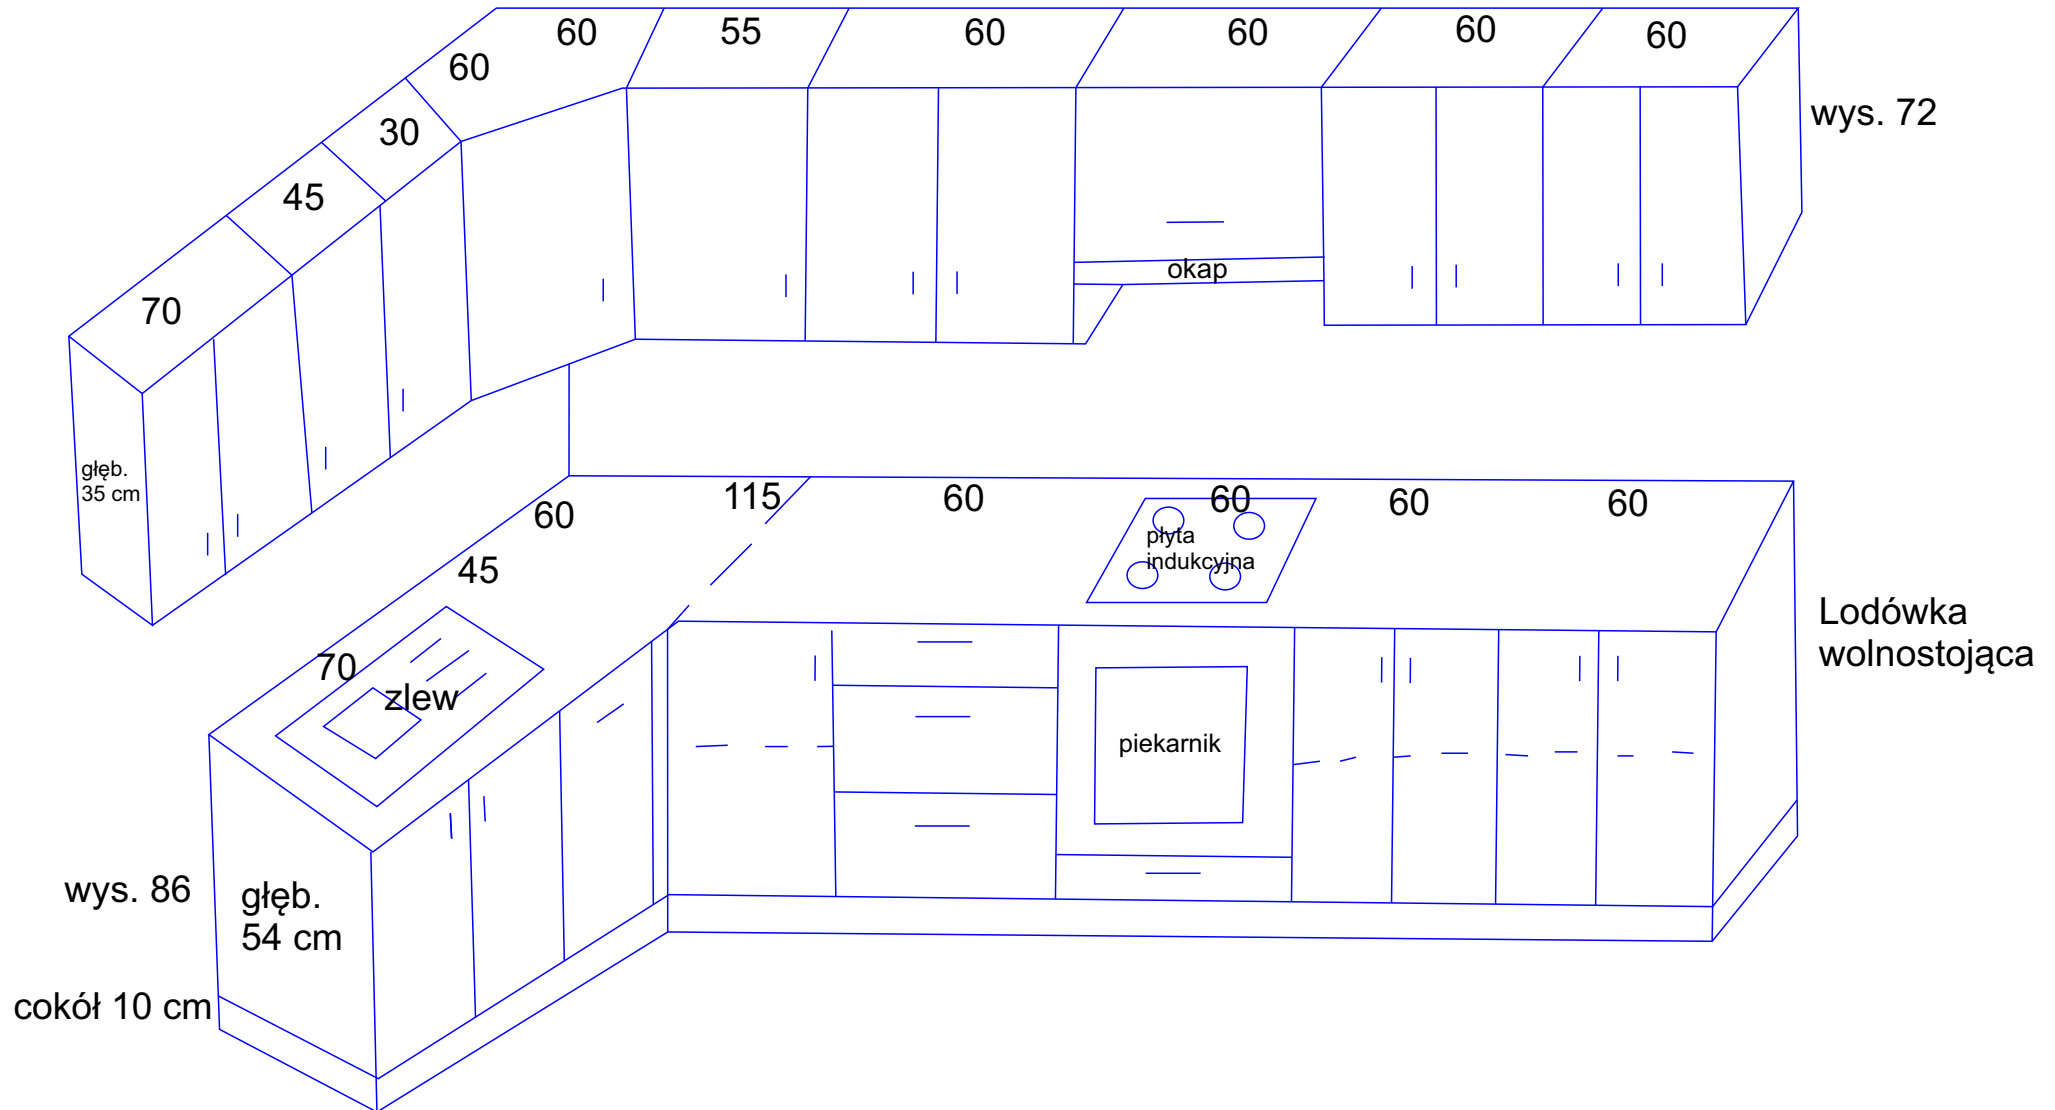 60
55
60
60
60
60
60
30
45
70
wys. 72
okap
głęb.
35 cm
115
60
60
60
60
60
płyta
indukcyjna
45
70
zlew
Lodówka
wolnostojąca
piekarnik
wys. 86
głęb.
54 cm
cokół 10 cm